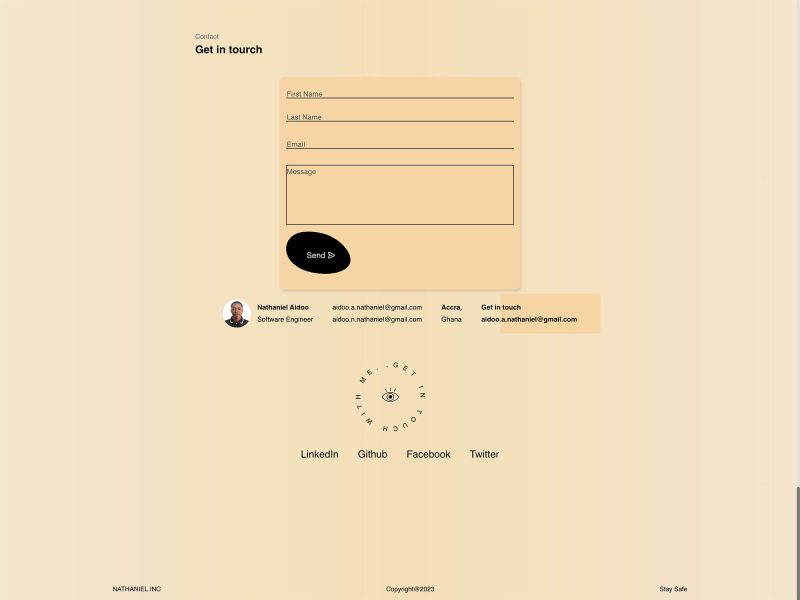 Contact
Get in tourch
First Name
Last Name
Email
Message
Send
Nathaniel Aidoo
Software Engineer
aidoo.a.nathaniel@gmail.com
aidoo.n.nathaniel@gmail.com
Accra,
Ghana
Get in touch
aidoo.a.nathaniel@gmail.com
GET IN TOUCH WITH ME. .
LinkedIn Github Facebook Twitter
NATHANIEL.INC Copyright@2023 Stay Safe